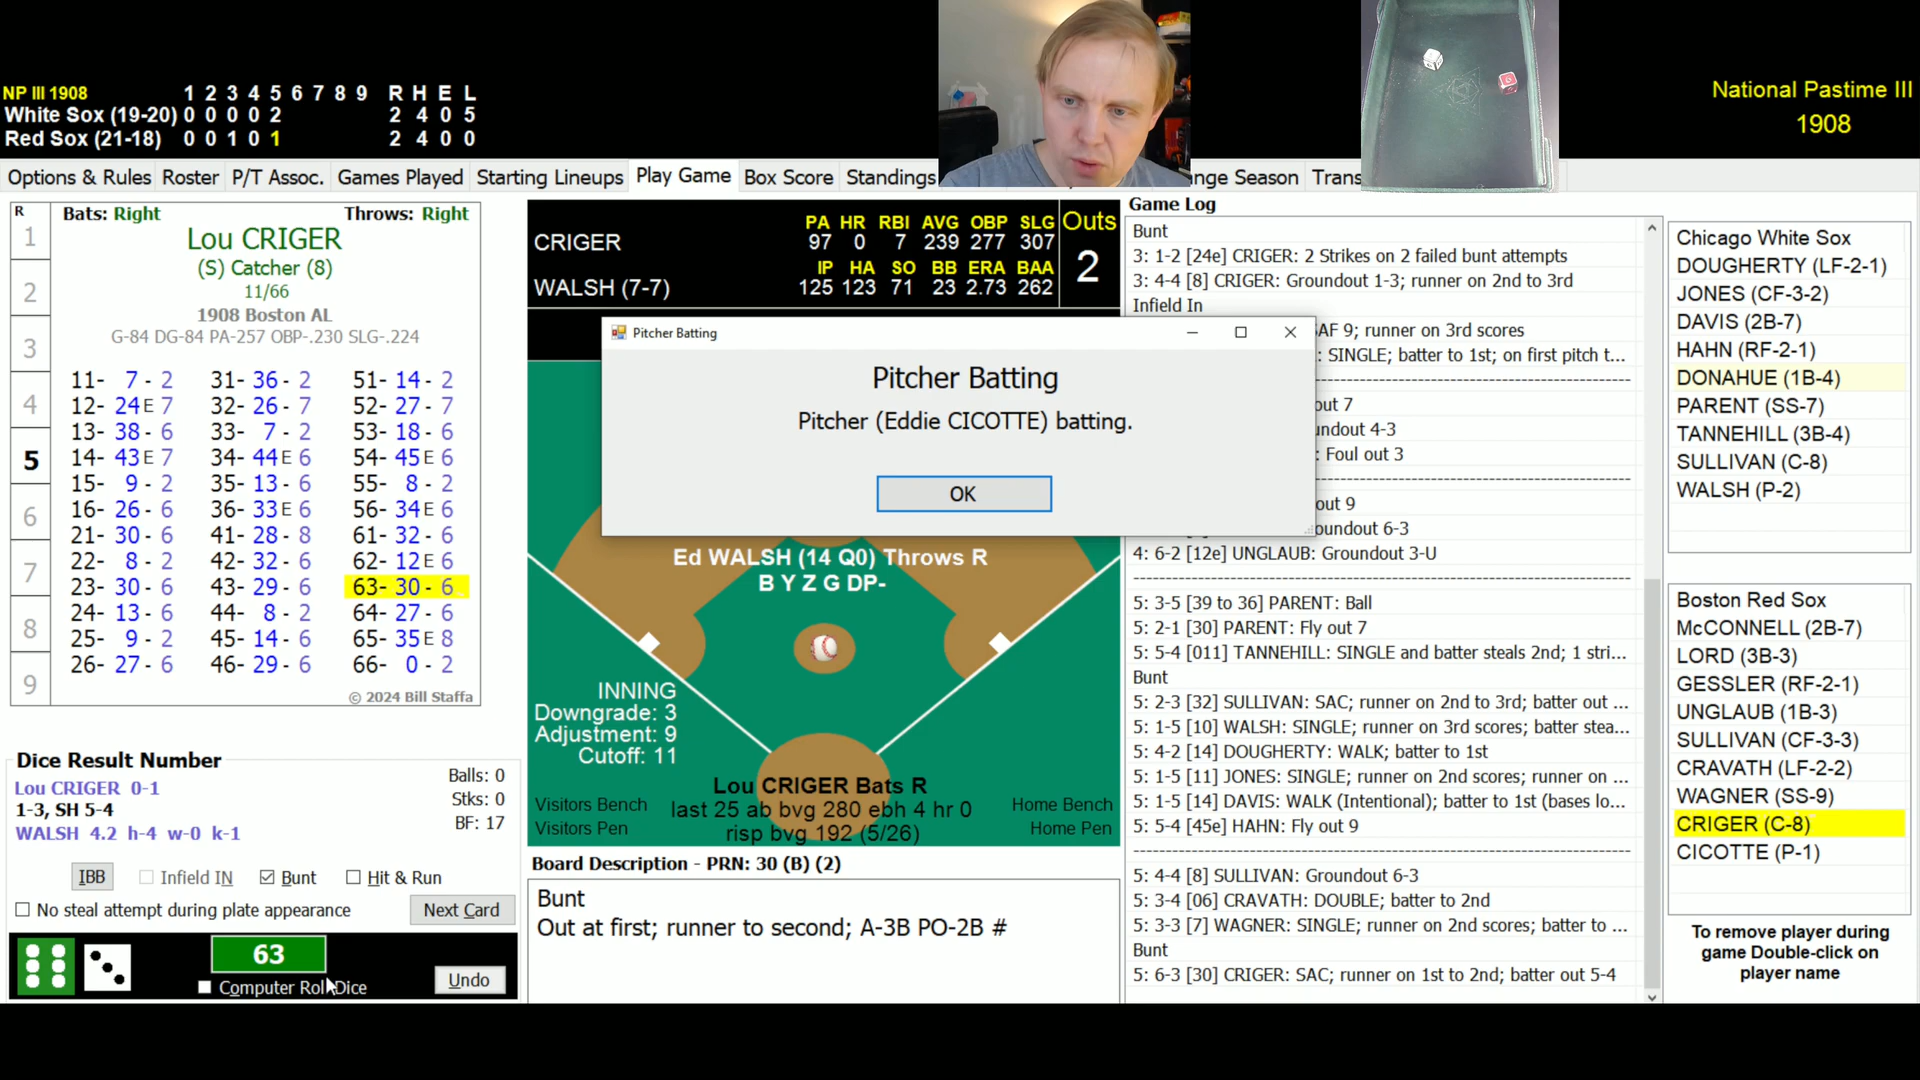 NP III 1908 1 2 3 4 5 6 7 8 9 R H E L
White Sox (19-20) 0 0 0 0 2 2 4 0 5
Red Sox (21-18) 0 0 1 0 1 2 4 0 0
National Pastime III
1908
Options & Rules Roster P/T Assoc. Games Played Starting Lineups Play Game Box Score Standings nge Season Trans
R
1
2
3
4
5
6
7
8
9
Bats: Right Throws: Right
Lou CRIGER
(S) Catcher (8)
11/66
1908 Boston AL
G-84 DG-84 PA-257 OBP-.230 SLG-.224
11- 7 - 2 31- 36 - 2 51- 14 - 2
12- 24 E 7 32- 26 - 7 52- 27 - 7
13- 38 - 6 33- 7 - 2 53- 18 - 6
14- 43 E 7 34- 44 E 6 54- 45 E 6
15- 9 - 2 35- 13 - 6 55- 8 - 2
16- 26 - 6 36- 33 E 6 56- 34 E 6
21- 30 - 6 41- 28 - 8 61- 32 - 6
22- 8 - 2 42- 32 - 6 62- 12 E 6
23- 30 - 6 43- 29 - 6 63- 30 - 6
24- 13 - 6 44- 8 - 2 64- 27 - 6
25- 9 - 2 45- 14 - 6 65- 35 E 8
26- 27 - 6 46- 29 - 6 66- 0 - 2
© 2024 Bill Staffa
Dice Result Number
Lou CRIGER 0-1
1-3, SH 5-4
WALSH 4.2 h-4 w-0 k-1
Balls: 0
Stks: 0
BF: 17
IBB Infield IN Bunt Hit & Run
No steal attempt during plate appearance Next Card
63
Computer Roll Dice Undo
PA HR RBI AVG OBP SLG Outs
CRIGER 97 0 7 239 277 307
IP HA SO BB ERA BAA 2
WALSH (7-7) 125 123 71 23 2.73 262
Pitcher Batting
Pitcher Batting
Pitcher (Eddie CICOTTE) batting.
OK
Ed WALSH (14 Q0) Throws R
B Y Z G DP-
INNING
Downgrade: 3
Adjustment: 9
Cutoff: 11
Lou CRIGER Bats R
last 25 ab bvg 280 ebh 4 hr 0
risp bvg 192 (5/26)
Visitors Bench Home Bench
Visitors Pen Home Pen
Board Description - PRN: 30 (B) (2)
Bunt
Out at first; runner to second; A-3B PO-2B #
Game Log
Bunt
3: 1-2 [24e] CRIGER: 2 Strikes on 2 failed bunt attempts
3: 4-4 [8] CRIGER: Groundout 1-3; runner on 2nd to 3rd
Infield In
SAF 9; runner on 3rd scores
: SINGLE; batter to 1st; on first pitch t...
out 7
undout 4-3
: Foul out 3
out 9
oundout 6-3
4: 6-2 [12e] UNGLAUB: Groundout 3-U
5: 3-5 [39 to 36] PARENT: Ball
5: 2-1 [30] PARENT: Fly out 7
5: 5-4 [011] TANNEHILL: SINGLE and batter steals 2nd; 1 stri...
Bunt
5: 2-3 [32] SULLIVAN: SAC; runner on 2nd to 3rd; batter out ...
5: 1-5 [10] WALSH: SINGLE; runner on 3rd scores; batter stea...
5: 4-2 [14] DOUGHERTY: WALK; batter to 1st
5: 1-5 [11] JONES: SINGLE; runner on 2nd scores; runner on ...
5: 1-5 [14] DAVIS: WALK (Intentional); batter to 1st (bases lo...
5: 5-4 [45e] HAHN: Fly out 9
5: 4-4 [8] SULLIVAN: Groundout 6-3
5: 3-4 [06] CRAVATH: DOUBLE; batter to 2nd
5: 3-3 [7] WAGNER: SINGLE; runner on 2nd scores; batter to ...
Bunt
5: 6-3 [30] CRIGER: SAC; runner on 1st to 2nd; batter out 5-4
Chicago White Sox
DOUGHERTY (LF-2-1)
JONES (CF-3-2)
DAVIS (2B-7)
HAHN (RF-2-1)
DONAHUE (1B-4)
PARENT (SS-7)
TANNEHILL (3B-4)
SULLIVAN (C-8)
WALSH (P-2)
Boston Red Sox
McCONNELL (2B-7)
LORD (3B-3)
GESSLER (RF-2-1)
UNGLAUB (1B-3)
SULLIVAN (CF-3-3)
CRAVATH (LF-2-2)
WAGNER (SS-9)
CRIGER (C-8)
CICOTTE (P-1)
To remove player during
game Double-click on
player name